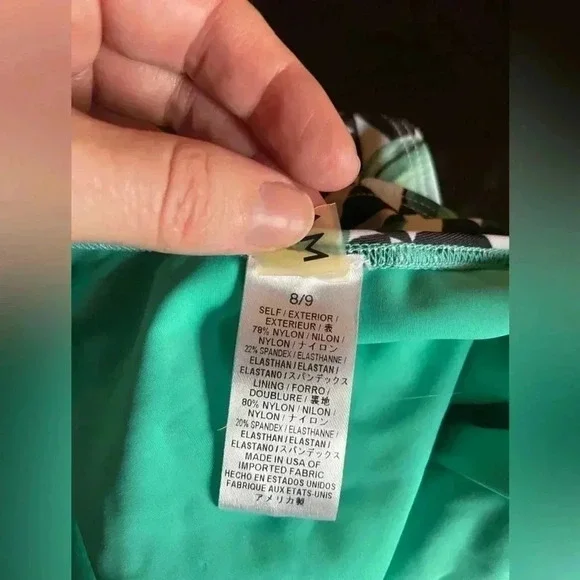 M
8/9
SELF / EXTERIOR /
EXTERIEUR / 表
78% NYLON / NILON /
NYLON / ナイロン
22% SPANDEX / ELASTHANNE /
ELASTHAN / ELASTAN /
ELASTANO / スパンデックス
LINING / FORRO /
DOUBLURE / 裏地
80% NYLON / NILON /
NYLON / ナイロン
20% SPANDEX / ELASTHANNE /
ELASTHAN / ELASTAN /
ELASTANO / スパンデックス
MADE IN USA OF
IMPORTED FABRIC
HECHO EN ESTADOS UNIDOS
FABRIQUE AUX ETATS-UNIS
アメリカ製